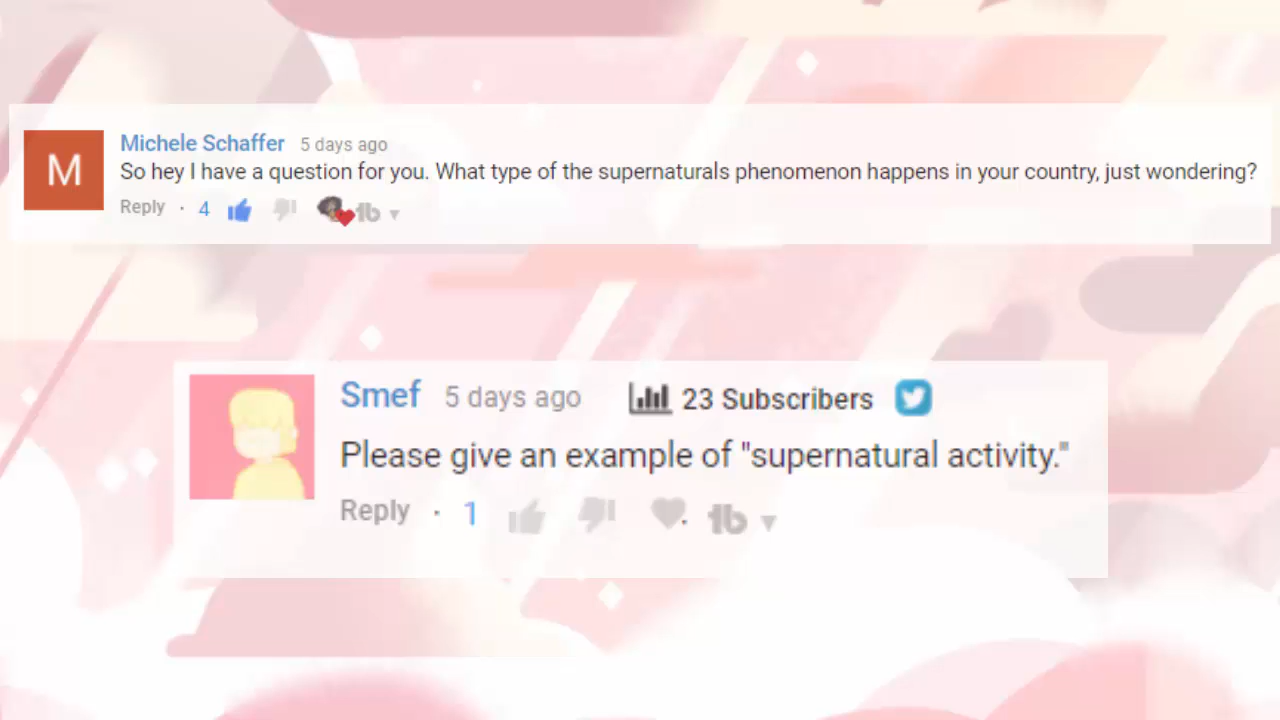 M
Michele Schaffer 5 days ago
So hey I have a question for you. What type of the supernaturals phenomenon happens in your country, just wondering?
Reply · 4 tb ▼
Smef 5 days ago 23 Subscribers
Please give an example of "supernatural activity."
Reply · 1 tb ▼